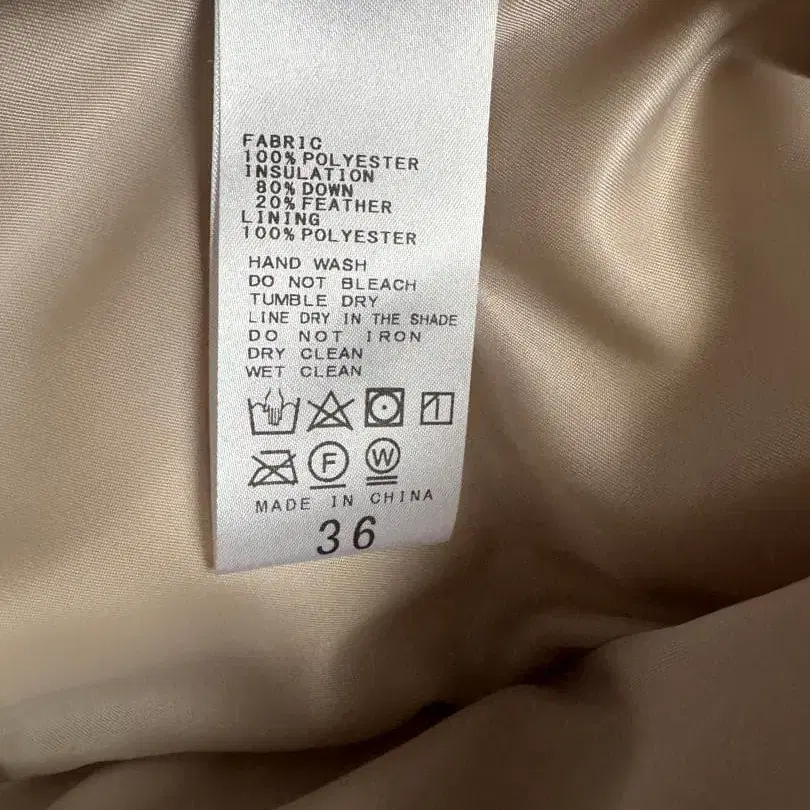 FABRIC
100% POLYESTER
INSULATION
80% DOWN
20% FEATHER
LINING
100% POLYESTER
HAND WASH
DO NOT BLEACH
TUMBLE DRY
LINE DRY IN THE SHADE
DO NOT IRON
DRY CLEAN
WET CLEAN
F W
MADE IN CHINA
36